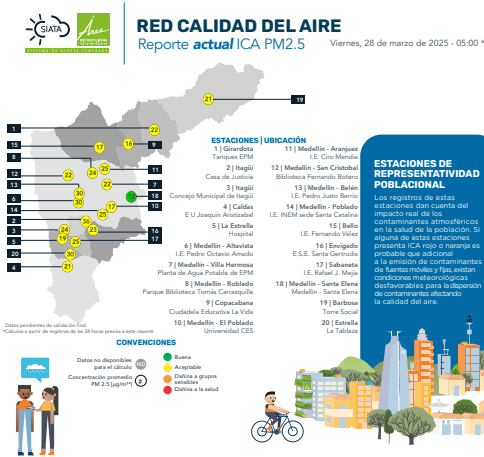 SIATA
Área
METROPOLITANA
Valle de Aburrá
SISTEMA DE ALERTA TEMPRANA
RED CALIDAD DEL AIRE
Reporte actual ICA PM2.5
Viernes, 28 de marzo de 2025 - 05:00 *
21
19
1
22
15
17
16
9
8
12
22
24
25
11
13
22
7
30
12
18
6
30
17
10
14
25
2
36
3
24
23
16
5
19
25
17
20
30
4
21
ESTACIONES | UBICACIÓN
1 | Girardota
Tanques EPM
2 | Itagüí
Casa de Justicia
3 | Itagüí
Concejo Municipal de Itagui
4 | Caldas
E U Joaquin Aristizabal
5 | La Estrella
Hospital
6 | Medellín - Altavista
I.E. Pedro Octavio Amado
7 | Medellín - Villa Hermosa
Planta de Agua Potable de EPM
8 | Medellín - Robledo
Parque Biblioteca Tomás Carrasquilla
9 | Copacabana
Ciudadela Educativa La Vida
10 | Medellín - El Poblado
Universidad CES
11 | Medellín - Aranjuez
I.E. Ciro Mendía
12 | Medellín - San Cristobal
Biblioteca Fernando Botero
13 | Medellín - Belén
I.E. Pedro Justo Berrio
14 | Medellín - Poblado
I.E. INEM sede Santa Catalina
15 | Bello
I.E. Fernando Vélez
16 | Envigado
E.S.E. Santa Gertrudis
17 | Sabaneta
I.E. Rafael J. Mejía
18 | Medellín - Santa Elena
Medellín - Santa Elena
19 | Barbosa
Torre Social
20 | Estrella
La Tablaza
ESTACIONES DE
REPRESENTATIVIDAD
POBLACIONAL
Los registros de estas
estaciones dan cuenta del
impacto real de los
contaminantes atmosféricos
en la salud de la población. Si
alguna de estas estaciones
presenta ICA rojo o naranja es
probable que adicional
a la emisión de contaminantes
de fuentes móviles y fijas, existan
condiciones meteorológicas
desfavorables para la dispersión
de contaminantes afectando
la calidad del aire.
Datos pendientes de validación final.
*Cálculos a partir de registros de las 24 horas previas a este reporte
CONVENCIONES
Datos no disponibles
para el cálculo
ND
Concentración promedio
PM 2.5 (µg/m³*)
#
Buena
Aceptable
Dañina a grupos
sensibles
Dañina a la salud